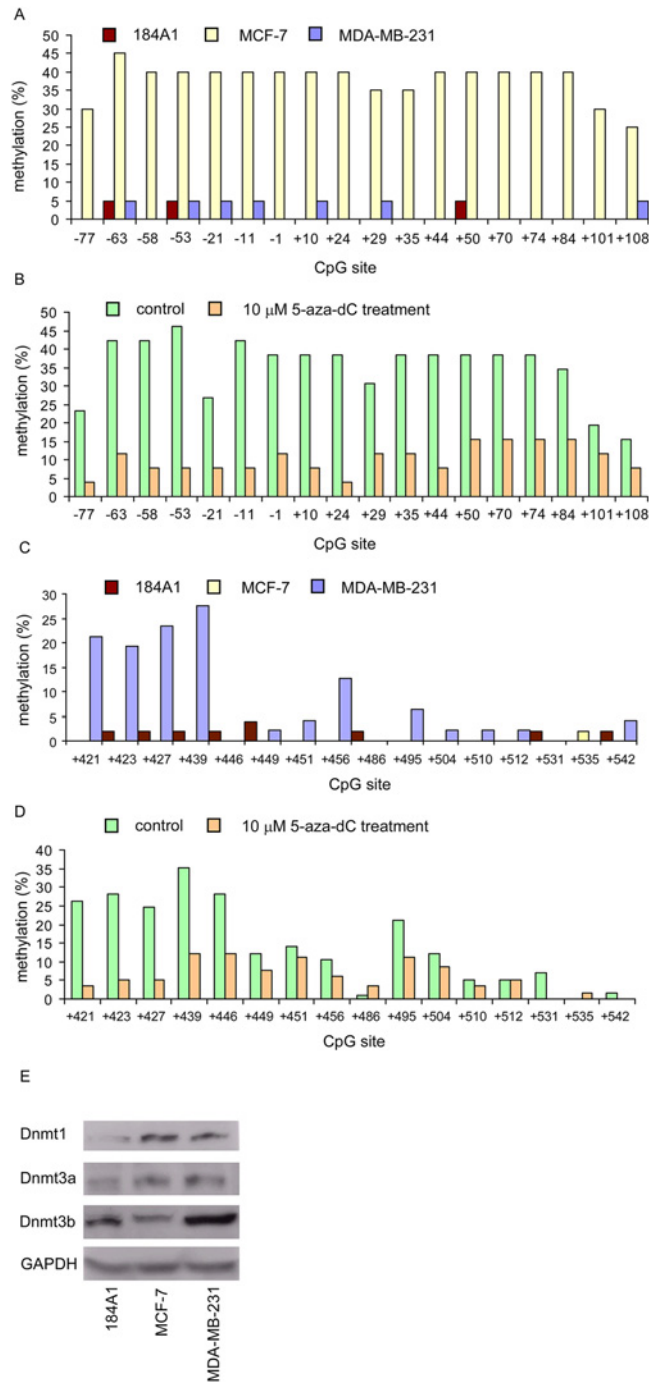 A
184A1 MCF-7 MDA-MB-231
methylation (%)
50
45
40
35
30
25
20
15
10
5
0
-77 -63 -58 -53 -21 -11 -1 +10 +24 +29 +35 +44 +50 +70 +74 +84 +101 +108
CpG site
B
control 10 µM 5-aza-dC treatment
methylation (%)
50
45
40
35
30
25
20
15
10
5
0
-77 -63 -58 -53 -21 -11 -1 +10 +24 +29 +35 +44 +50 +70 +74 +84 +101 +108
CpG site
C
184A1 MCF-7 MDA-MB-231
methylation (%)
30
25
20
15
10
5
0
+421 +423 +427 +439 +446 +449 +451 +456 +486 +495 +504 +510 +512 +531 +535 +542
CpG site
D
control 10 µM 5-aza-dC treatment
methylation (%)
40
35
30
25
20
15
10
5
0
+421 +423 +427 +439 +446 +449 +451 +456 +486 +495 +504 +510 +512 +531 +535 +542
CpG site
E
Dnmt1
Dnmt3a
Dnmt3b
GAPDH
184A1
MCF-7
MDA-MB-231